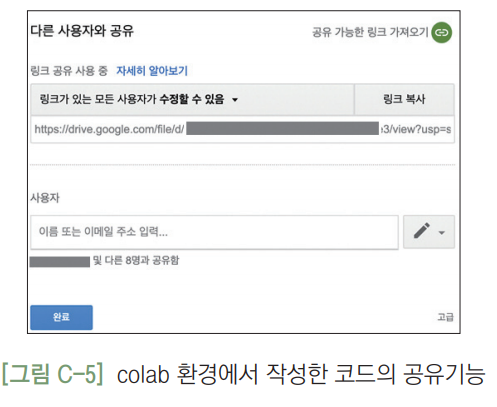 다른 사용자와 공유
공유 가능한 링크 가져오기
링크 공유 사용 중 자세히 알아보기
링크가 있는 모든 사용자가 수정할 수 있음
링크 복사
https://drive.google.com/file/d/ 3/view?usp=s
사용자
이름 또는 이메일 주소 입력...
및 다른 8명과 공유함
완료
고급
[그림 C-5] colab 환경에서 작성한 코드의 공유기능